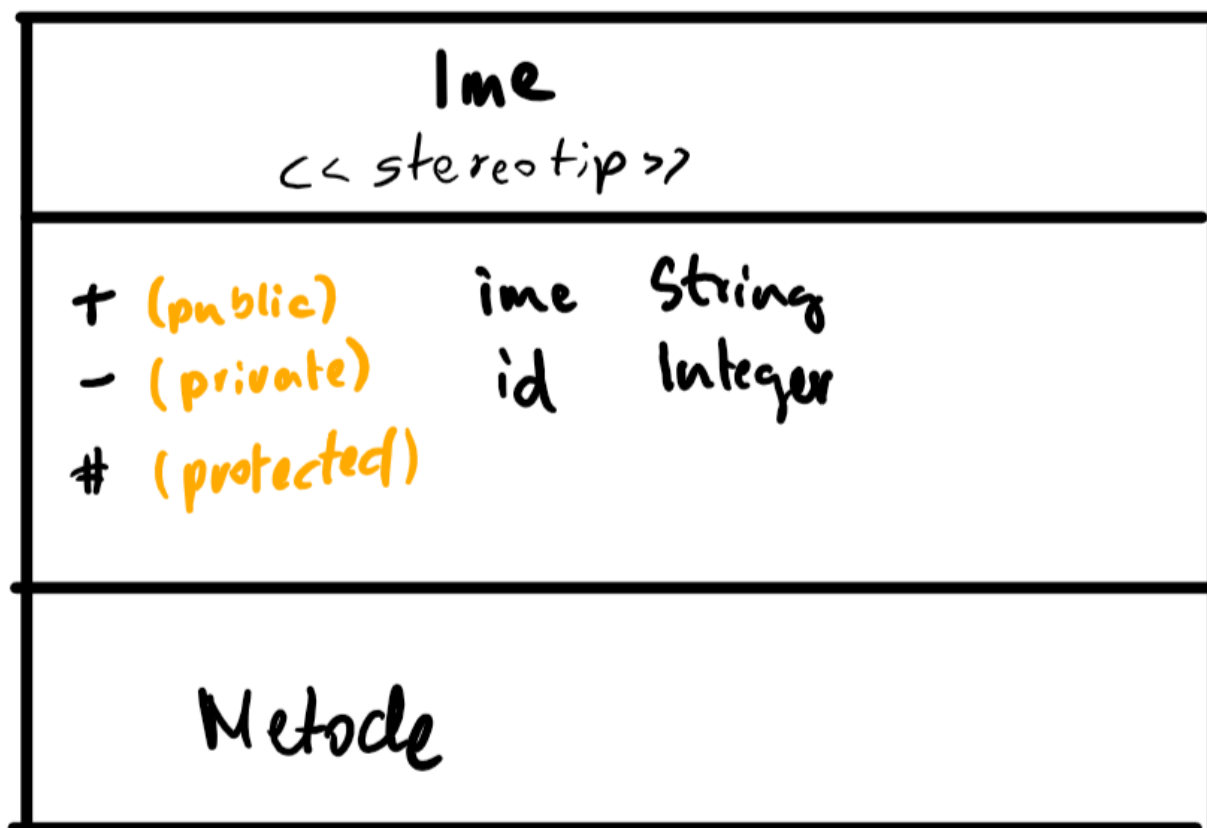 Ime
<< stereotip >>
+ (public) ime String
- (private) id Integer
# (protected)
Metode